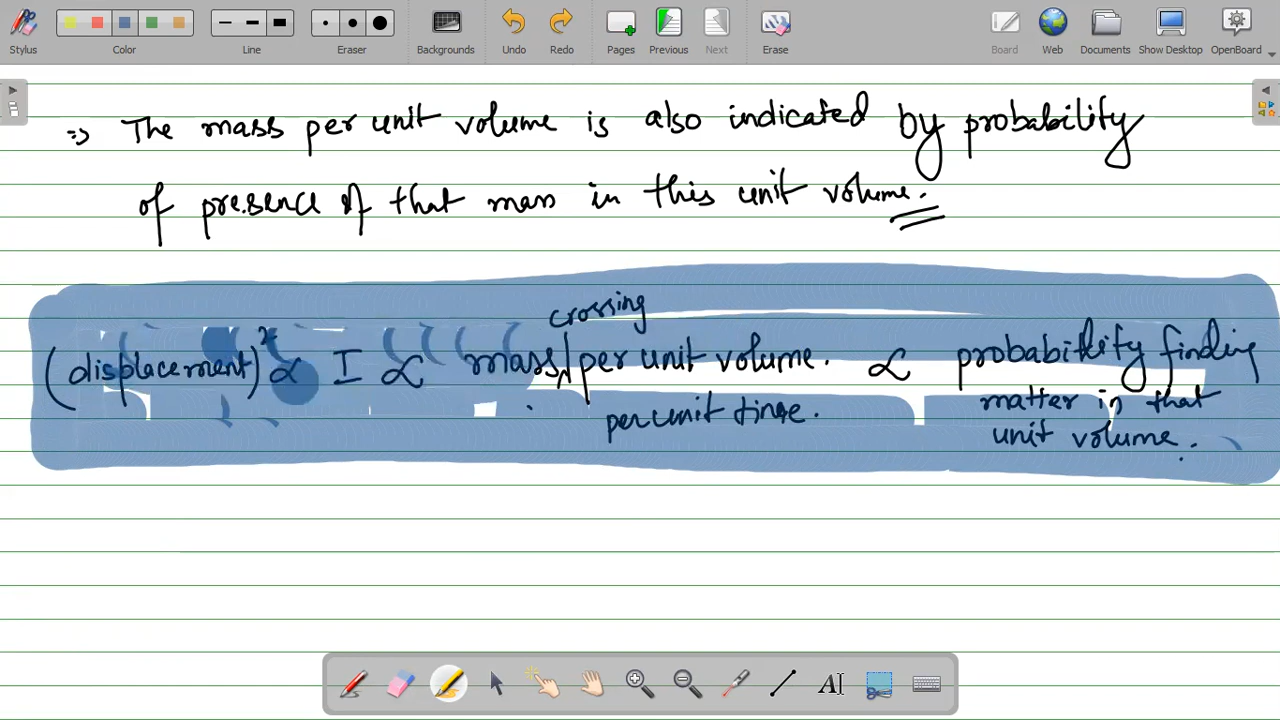 Stylus Color Line Eraser Backgrounds Undo Redo Pages Previous Next Erase Board Web Documents Show Desktop OpenBoard
⇒ The mass per unit volume is also indicated by probability
of presence of that mass in this unit volume.
crossing
(displacement)² ∝ I ∝ mass per unit volume. ∝ probability finding
per unit time. matter in that
unit volume.